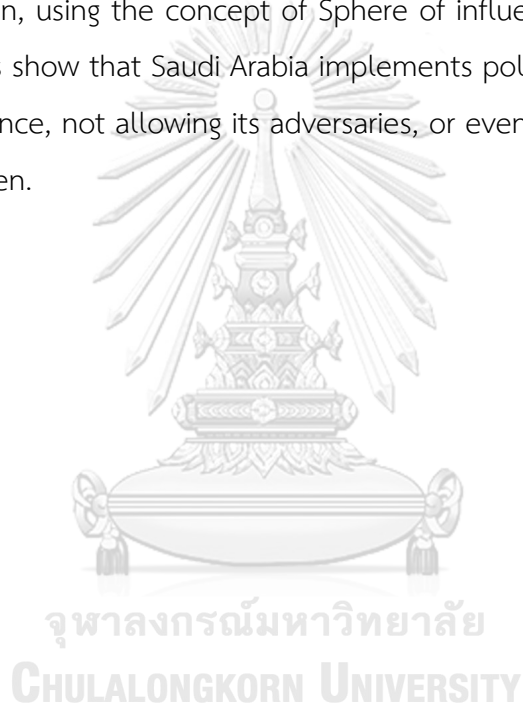 n, using the concept of Sphere of influe
s show that Saudi Arabia implements pol
nce, not allowing its adversaries, or even
en.
จุฬาลงกรณ์มหาวิทยาลัย
CHULALONGKORN UNIVERSITY